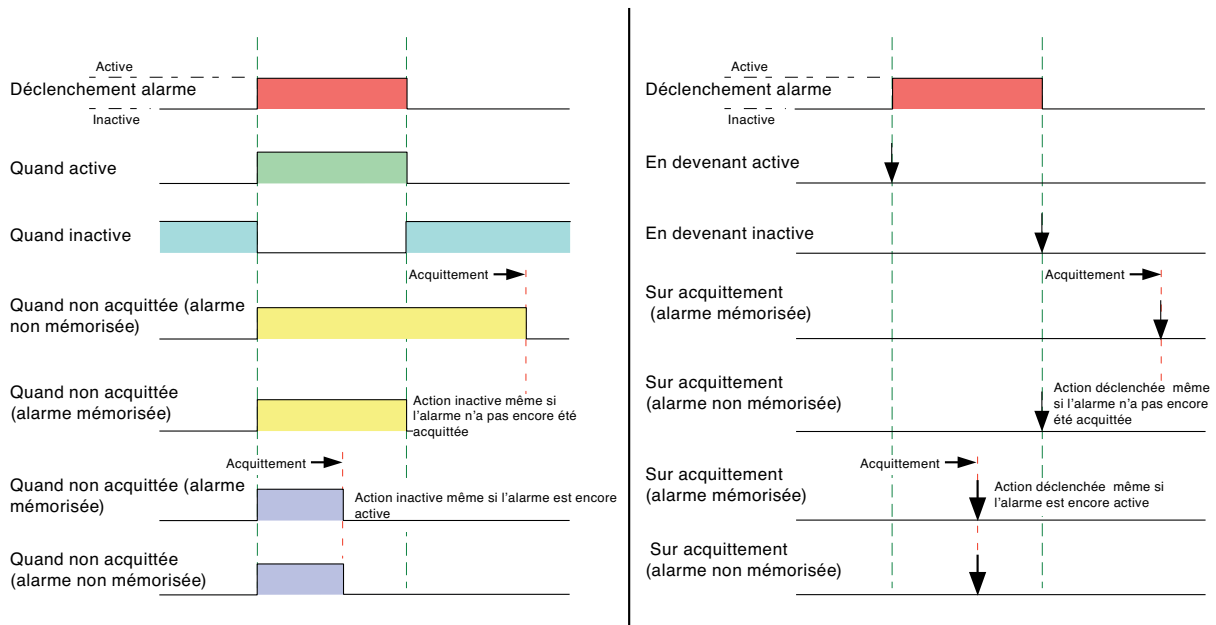 Active
Déclenchement alarme
Inactive
Quand active
Quand inactive
Acquittement
Quand non acquittée (alarme
non mémorisée)
Quand non acquittée
(alarme mémorisée)
Action inactive même si
l'alarme n'a pas encore été
acquittée
Acquittement
Quand non acquittée (alarme
mémorisée)
Action inactive même si l'alarme est encore
active
Quand non acquittée
(alarme non mémorisée)
Active
Déclenchement alarme
Inactive
En devenant active
En devenant inactive
Acquittement
Sur acquittement
(alarme mémorisée)
Sur acquittement
(alarme non mémorisée)
Action déclenchée même
si l'alarme n'a pas encore
été acquittée
Acquittement
Sur acquittement
(alarme mémorisée)
Action déclenchée même si
l'alarme est encore active
Sur acquittement
(alarme non mémorisée)